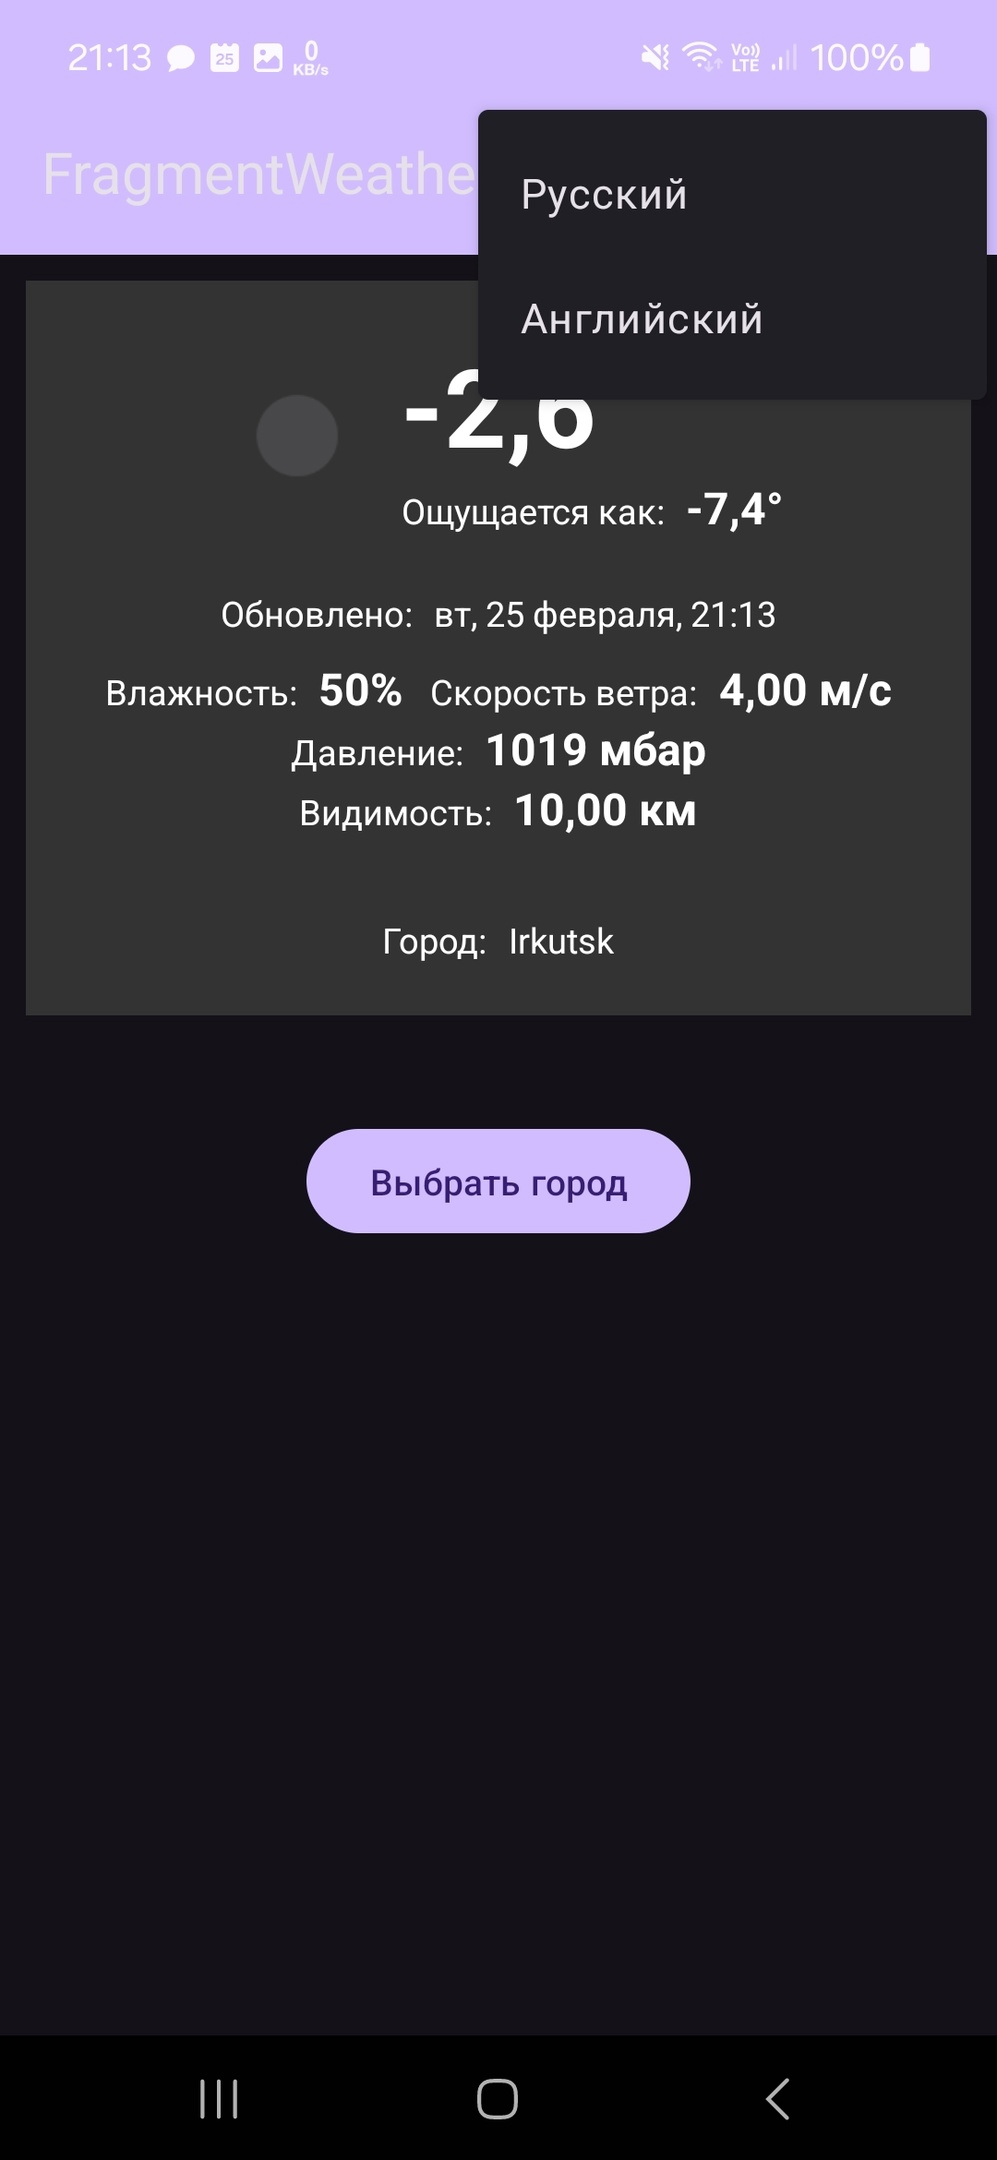 21:13 25 0 KB/s Vo)) LTE 100%
FragmentWeathe
Русский
Английский
-2,6
Ощущается как: -7,4°
Обновлено: вт, 25 февраля, 21:13
Влажность: 50% Скорость ветра: 4,00 м/с
Давление: 1019 мбар
Видимость: 10,00 км
Город: Irkutsk
Выбрать город